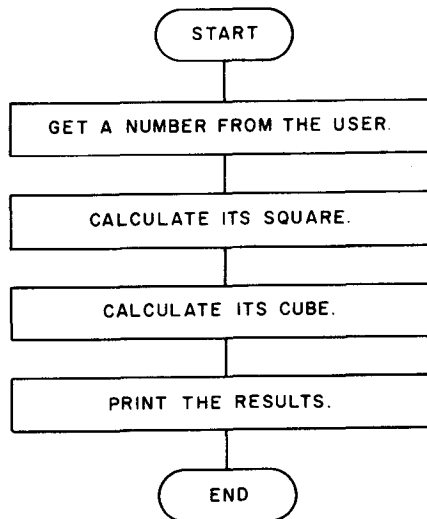 START
GET A NUMBER FROM THE USER.
CALCULATE ITS SQUARE.
CALCULATE ITS CUBE.
PRINT THE RESULTS.
END